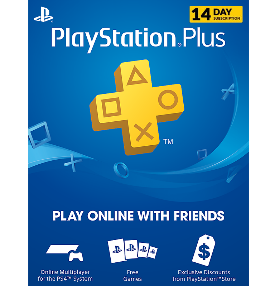 14 DAY
SUBSCRIPTION
PlayStation®Plus
TM
PLAY ONLINE WITH FRIENDS
Online Multiplayer
for the PS4™ System
Free
Games
Exclusive Discounts
from PlayStation®Store